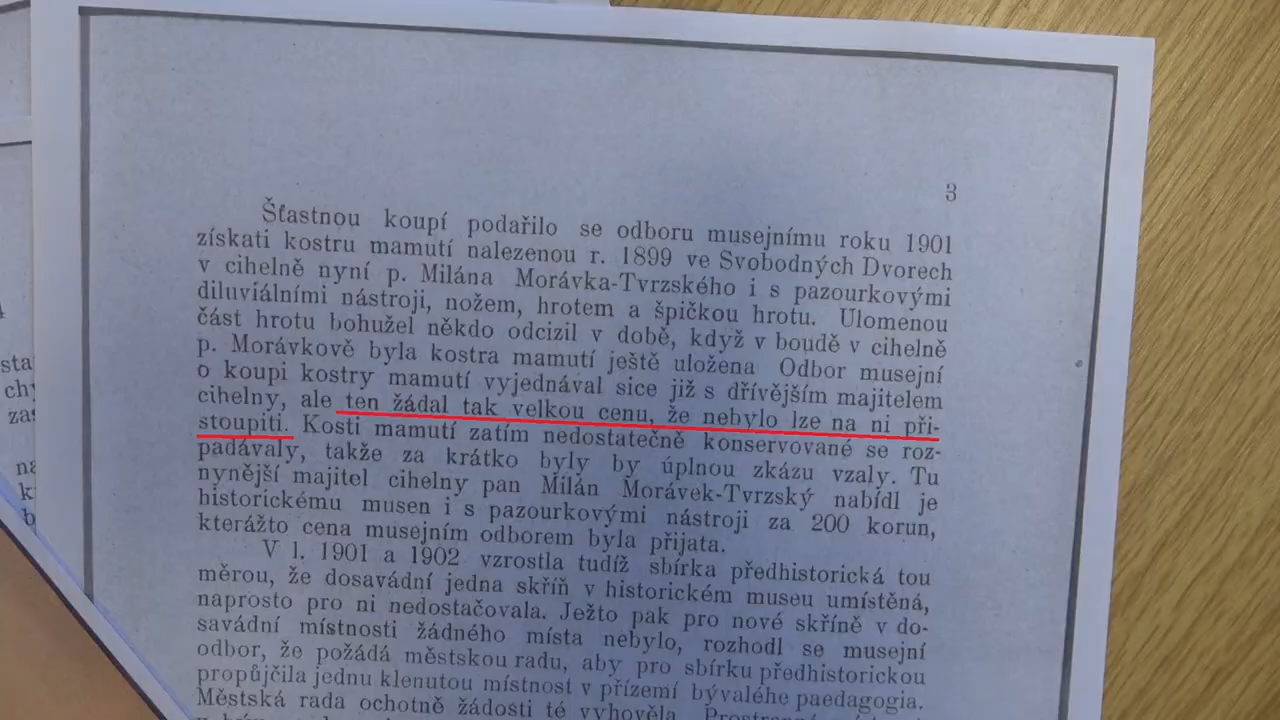 3
Šťastnou koupí podařilo se odboru musejnímu roku 1901
získati kostru mamutí nalezenou r. 1899 ve Svobodných Dvorech
v cihelně nyní p. Milána Morávka-Tvrzského i s pazourkovými
diluviálními nástroji, nožem, hrotem a špičkou hrotu. Ulomenou
část hrotu bohužel někdo odcizil v době, když v boudě v cihelně
p. Morávkově byla kostra mamutí ještě uložena Odbor musejní
o koupi kostry mamutí vyjednával sice již s dřívějším majitelem
cihelny, ale ten žádal tak velkou cenu, že nebylo lze na ni při-
stoupiti. Kosti mamutí zatím nedostatečně konservované se roz-
padávaly, takže za krátko byly by úplnou zkázu vzaly. Tu
nynější majitel cihelny pan Milán Morávek-Tvrzský nabídl je
historickému musen i s pazourkovými nástroji za 200 korun,
kterážto cena musejním odborem byla přijata.
V l. 1901 a 1902 vzrostla tudíž sbírka předhistorická tou
měrou, že dosavádní jedna skříň v historickém museu umístěná,
naprosto pro ni nedostačovala. Ježto pak pro nové skříně v do-
savádní místnosti žádného místa nebylo, rozhodl se musejní
odbor, že požádá městskou radu, aby pro sbírku předhistorickou
propůjčila jednu klenutou místnost v přízemí bývalého paedagogia.
Městská rada ochotně žádosti té vyhověla.